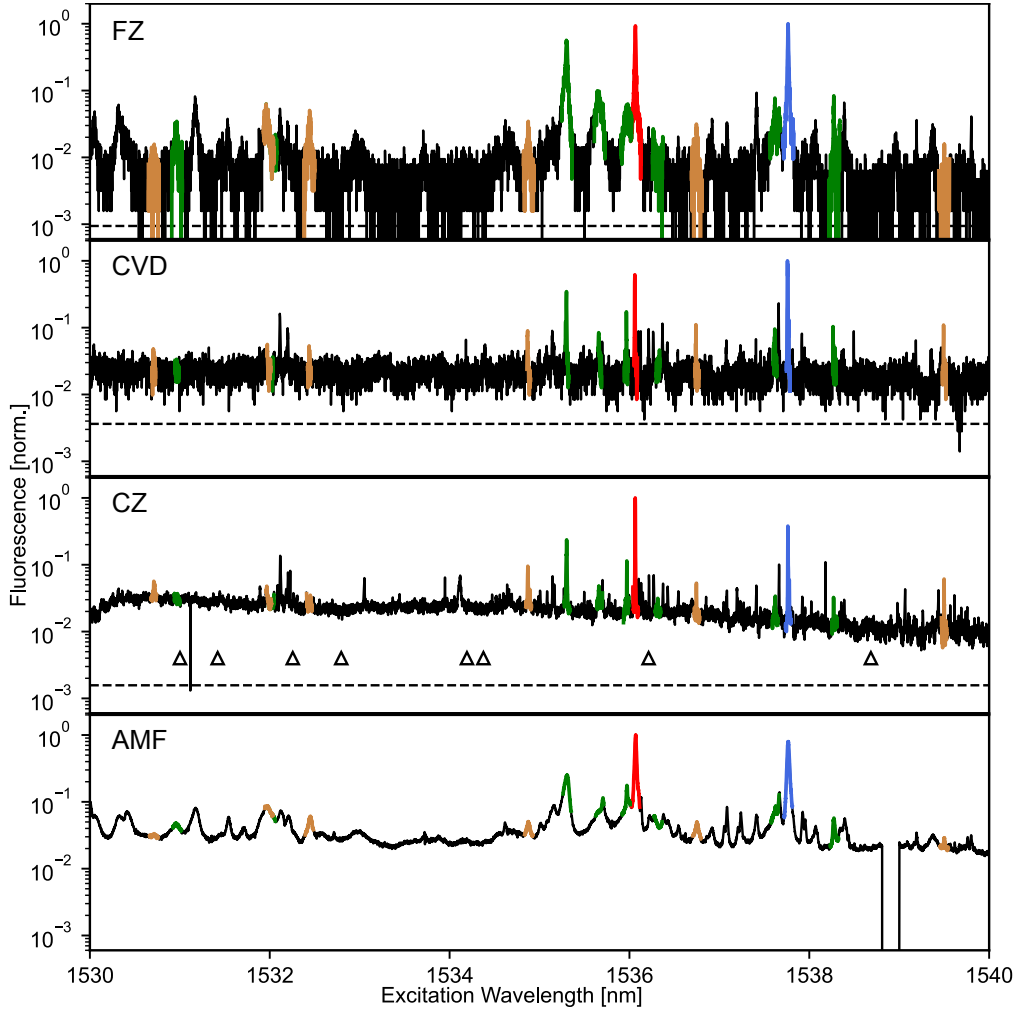 Fluorescence [norm.]
FZ
10⁰
10⁻¹
10⁻²
10⁻³
CVD
10⁰
10⁻¹
10⁻²
10⁻³
CZ
10⁰
10⁻¹
10⁻²
10⁻³
AMF
10⁰
10⁻¹
10⁻²
10⁻³
1530 1532 1534 1536 1538 1540
Excitation Wavelength [nm]